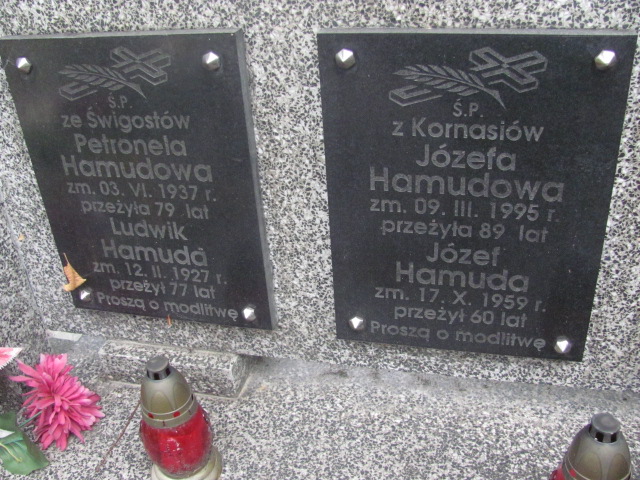 Ś.P.
ze Świgostów
Petronela
Hamudowa
zm. 03. VI. 1937 r.
przeżyła 79 lat
Ludwik
Hamuda
zm. 12. II. 1927 r.
przeżył 77 lat
Proszą o modlitwę
Ś.P.
z Kornasiów
Józefa
Hamudowa
zm. 09. III. 1995 r.
przeżyła 89 lat
Józef
Hamuda
zm. 17. X. 1959 r.
przeżył 60 lat
Proszą o modlitwę